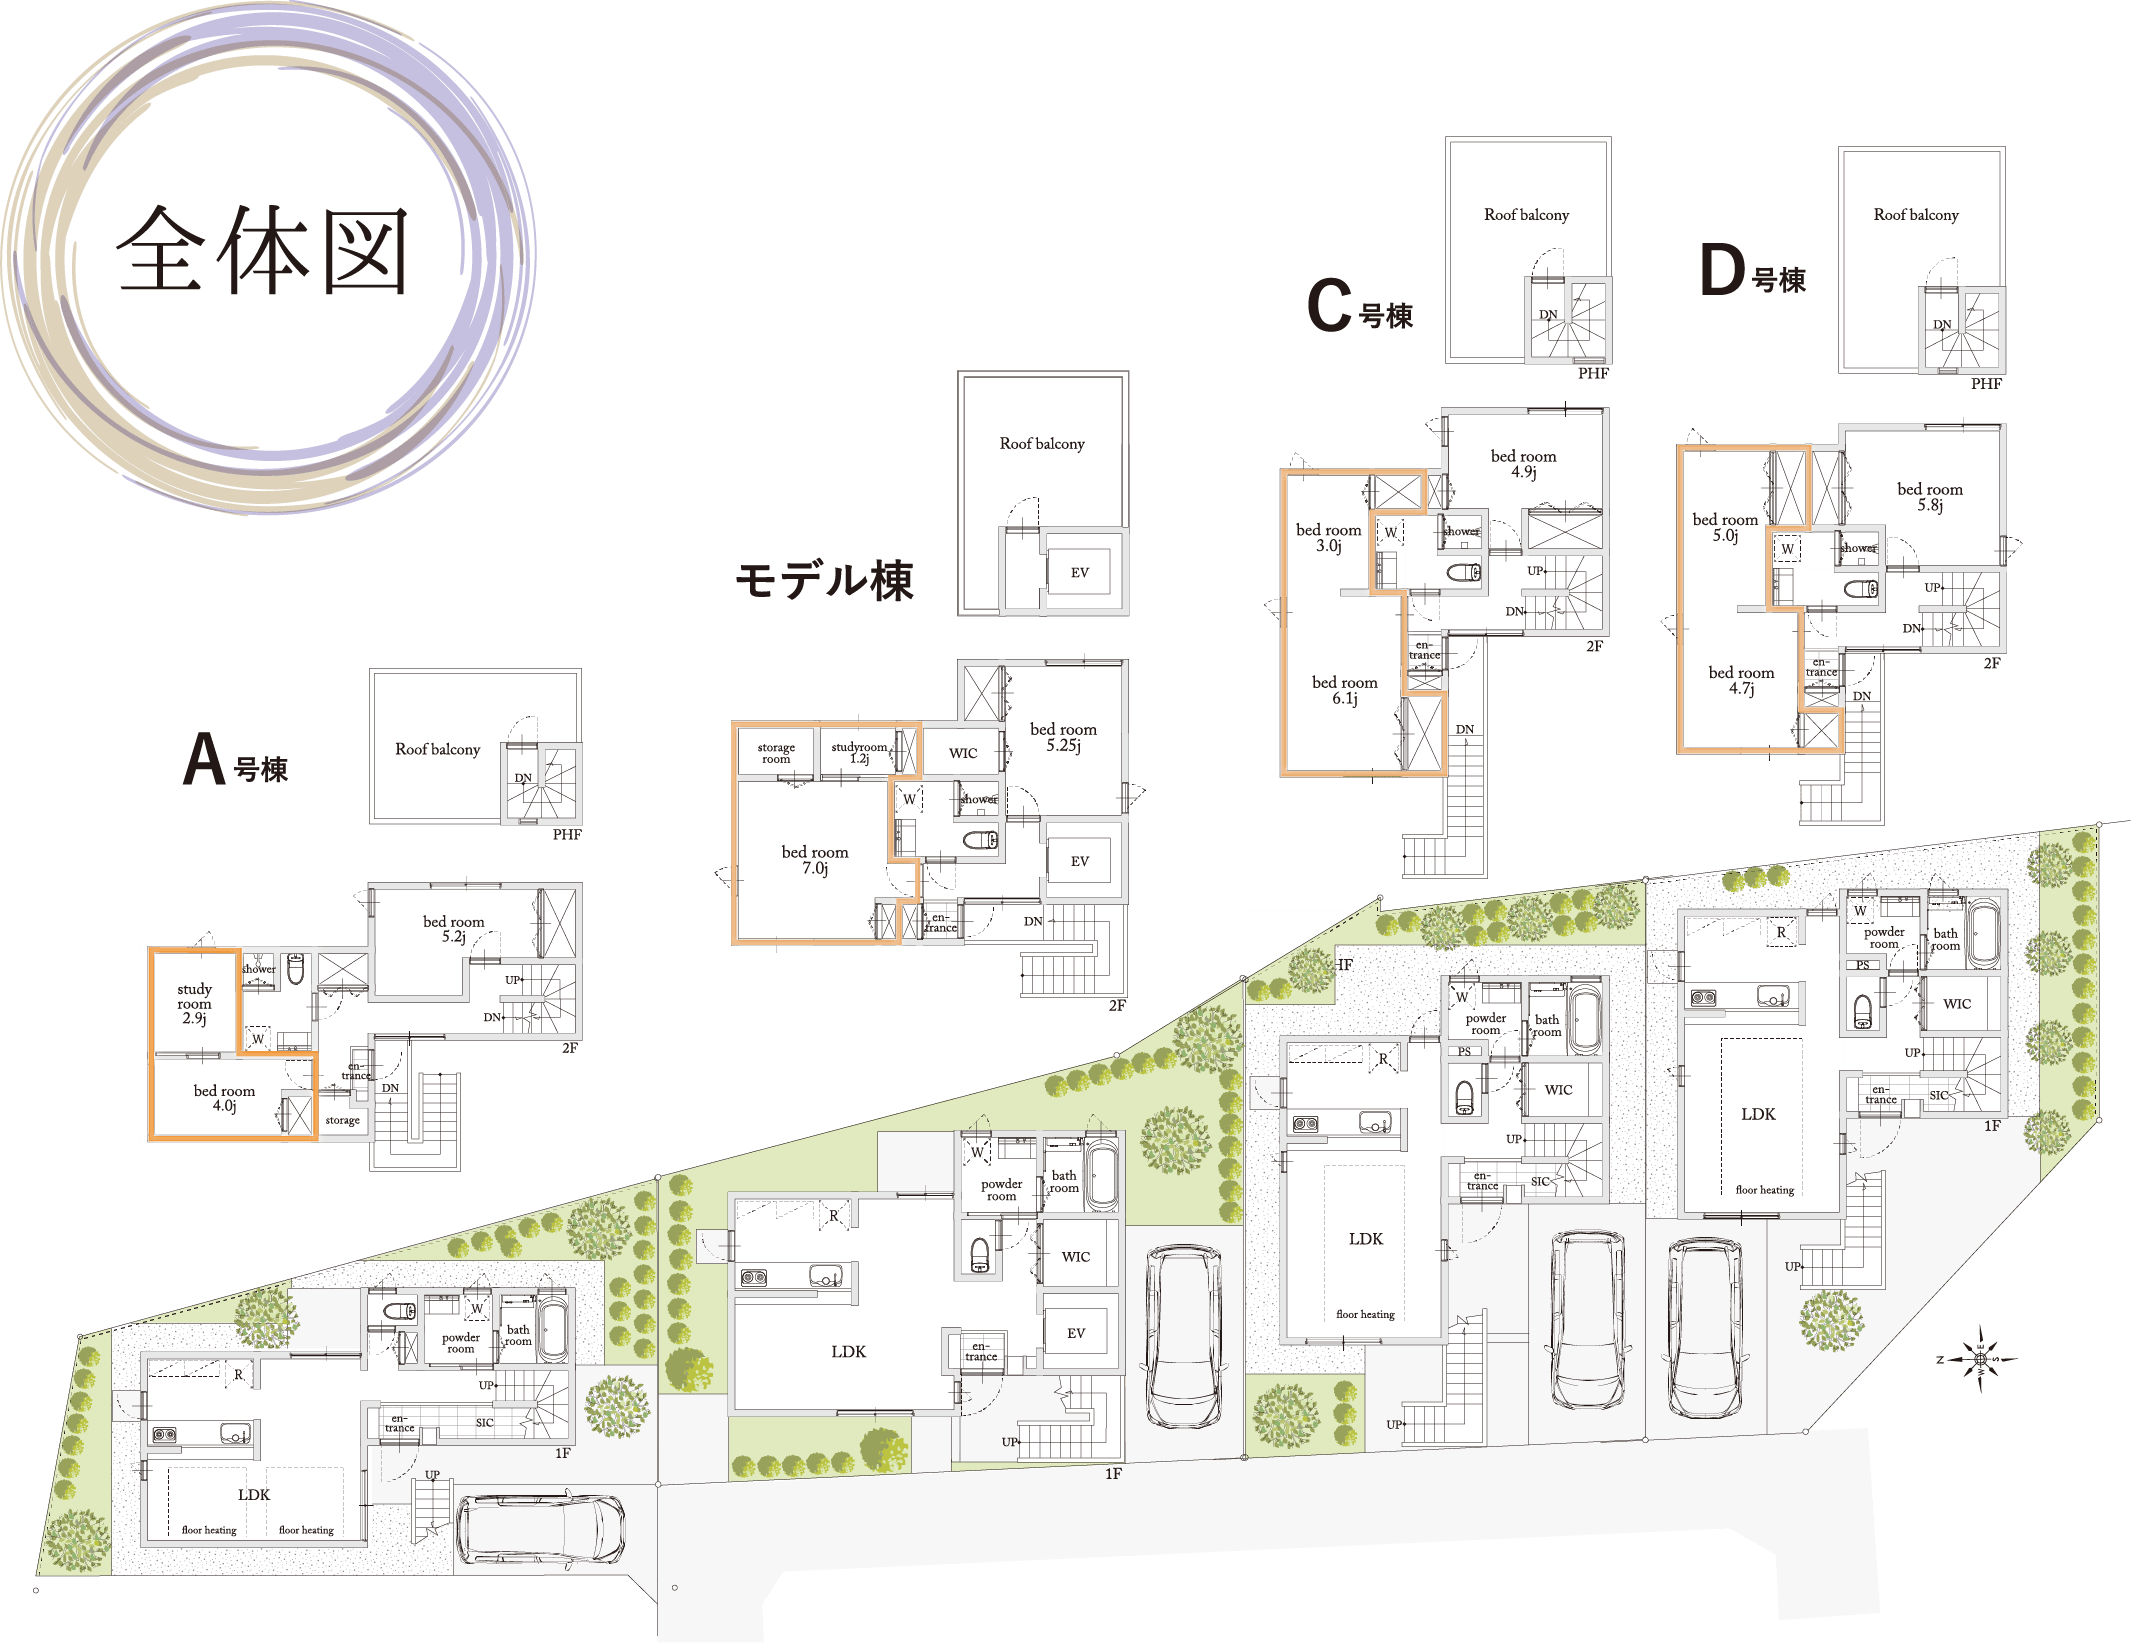 全体図
A号棟
Roof balcony
DN
PHF
bed room
5.2j
shower
study
room
2.9j
W
UP
DN
2F
en-
trance
bed room
4.0j
DN
storage
W
R
powder
room
bath
room
UP
en-
trance
SIC
1F
LDK
UP
floor heating
floor heating
モデル棟
Roof balcony
EV
bed room
5.25j
storage
room
studyroom
1.2j
WIC
W
shower
bed room
7.0j
EV
en-
trance
DN
2F
W
powder
room
bath
room
R
WIC
EV
LDK
en-
trance
UP
1F
C号棟
Roof balcony
DN
PHF
bed room
4.9j
bed room
3.0j
W
shower
UP
DN
2F
en-
trance
bed room
6.1j
DN
HF
W
powder
room
bath
room
R
PS
WIC
UP
en-
trance
SIC
LDK
floor heating
UP
D号棟
Roof balcony
DN
PHF
bed room
5.8j
bed room
5.0j
W
shower
UP
DN
2F
en-
trance
bed room
4.7j
DN
W
powder
room
bath
room
R
PS
WIC
UP
en-
trance
SIC
1F
LDK
floor heating
UP
N
E
S
W